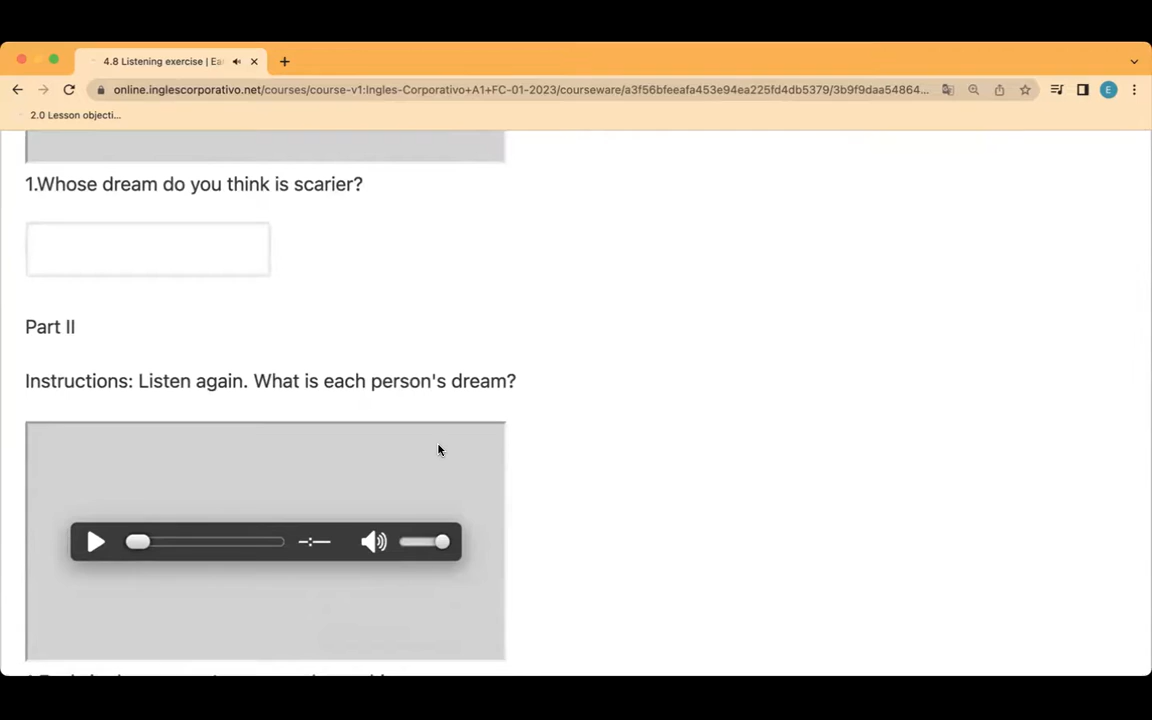 4.8 Listening exercise | Ea
online.inglescorporativo.net/courses/course-v1:Ingles-Corporativo+A1+FC-01-2023/courseware/a3f56bfeeafa453e94ea225fd4db5379/3b9f9daa54864...
E
2.0 Lesson objecti...
1.Whose dream do you think is scarier?
Part II
Instructions: Listen again. What is each person's dream?
--:--